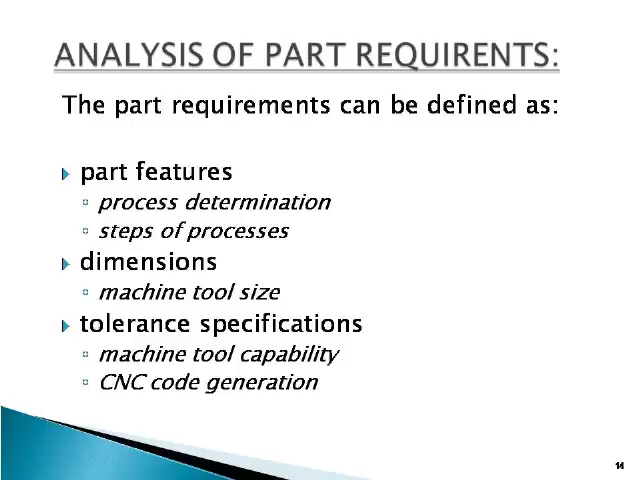 ANALYSIS OF PART REQUIRENTS:
The part requirements can be defined as:
part features
process determination
steps of processes
dimensions
machine tool size
tolerance specifications
machine tool capability
CNC code generation
14